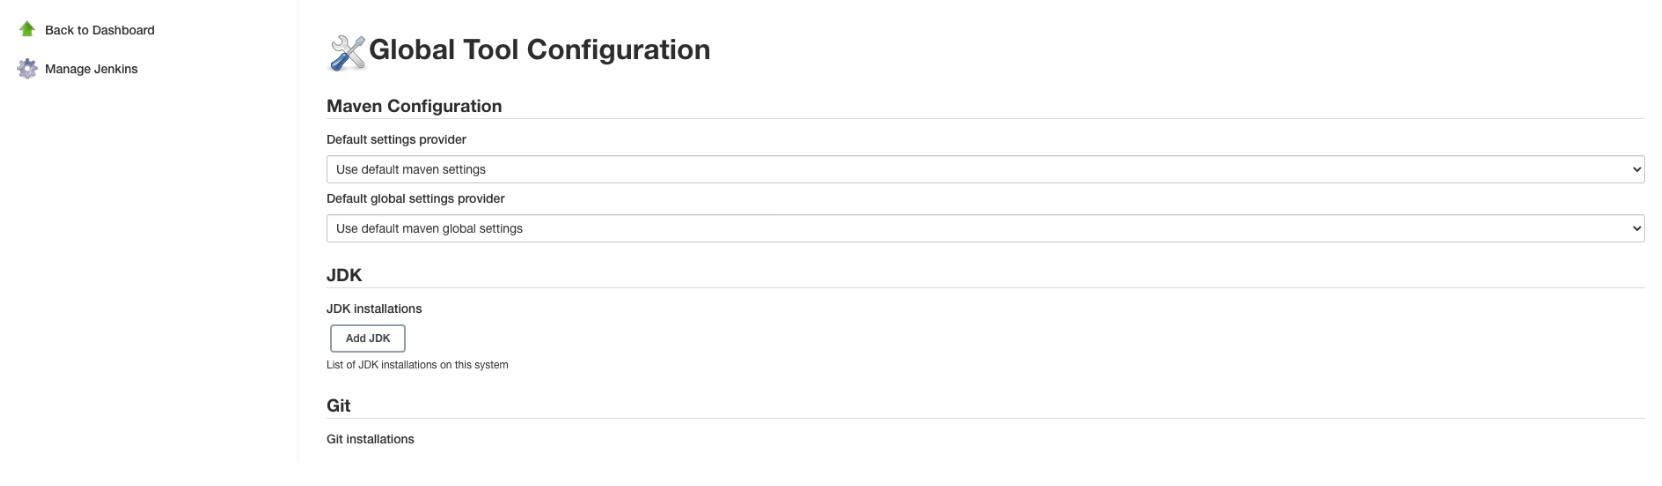 Back to Dashboard
Manage Jenkins
Global Tool Configuration
Maven Configuration
Default settings provider
Use default maven settings
Default global settings provider
Use default maven global settings
JDK
JDK installations
Add JDK
List of JDK installations on this system
Git
Git installations